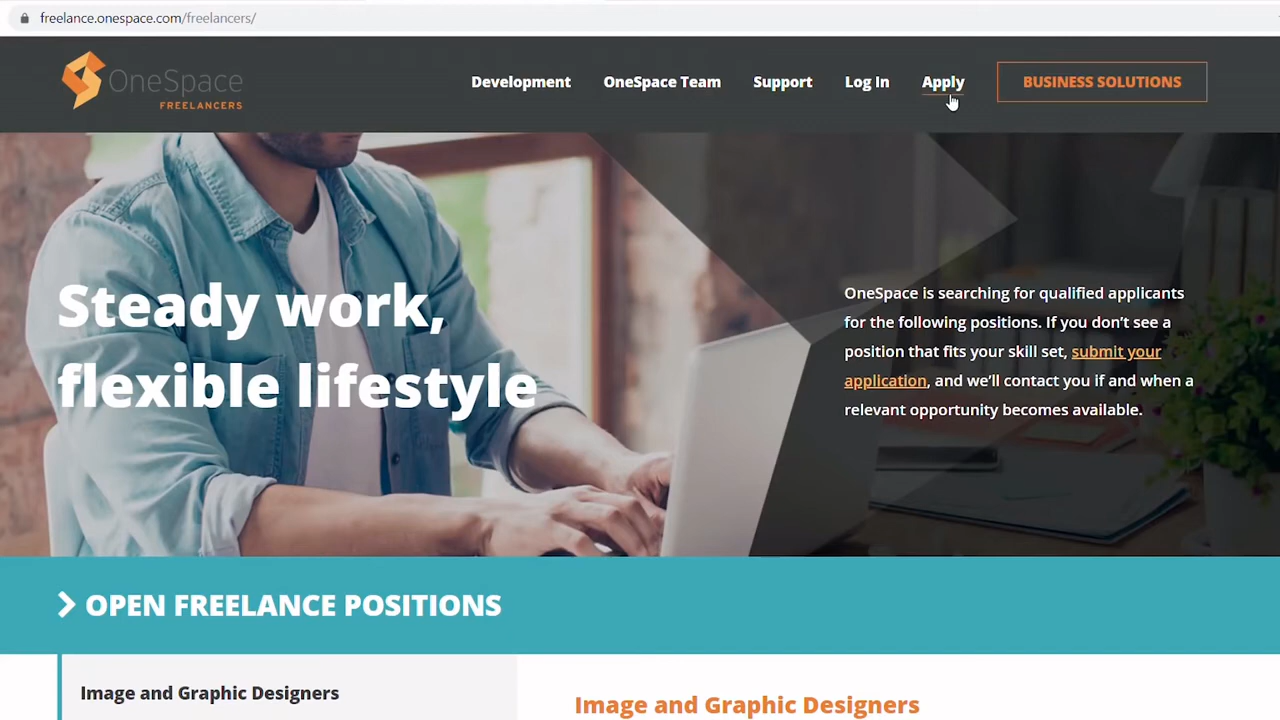 freelance.onespace.com/freelancers/
OneSpace
FREELANCERS
Development OneSpace Team Support Log In Apply BUSINESS SOLUTIONS
Steady work,
flexible lifestyle
OneSpace is searching for qualified applicants
for the following positions. If you don’t see a
position that fits your skill set, submit your
application, and we’ll contact you if and when a
relevant opportunity becomes available.
OPEN FREELANCE POSITIONS
Image and Graphic Designers
Image and Graphic Designers